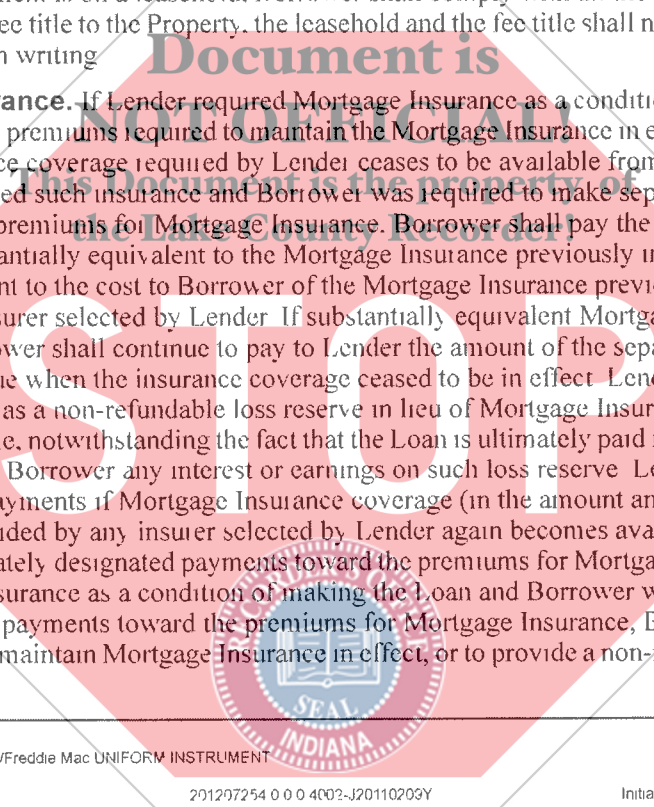 ee title to the Property, the leasehold and the fee title shall n
n writing
Document is
ance. If Lender required Mortgage Insurance as a conditi
NOT OFFICIAL!
premiums required to maintain the Mortgage Insurance in e
ce coverage required by Lender ceases to be available from
This Document is the property of
ed such insurance and Borrower was required to make sep
the Lake County Recorder!
premiums for Mortgage Insurance. Borrower shall pay the
antially equivalent to the Mortgage Insurance previously in
nt to the cost to Borrower of the Mortgage Insurance previ
STOP
surer selected by Lender If substantially equivalent Mortga
ower shall continue to pay to Lender the amount of the sepa
ue when the insurance coverage ceased to be in effect Lend
as a non-refundable loss reserve in lieu of Mortgage Insur
e, notwithstanding the fact that the Loan is ultimately paid
Borrower any interest or earnings on such loss reserve Le
ayments if Mortgage Insurance coverage (in the amount an
ided by any insurer selected by Lender again becomes ava
ately designated payments toward the premiums for Mortga
surance as a condition of making the Loan and Borrower w
payments toward the premiums for Mortgage Insurance, B
maintain Mortgage Insurance in effect, or to provide a non-
SEAL
INDIANA
/Freddie Mac UNIFORM INSTRUMENT
201207254 0 0 0 4002-J20110209Y
Initia